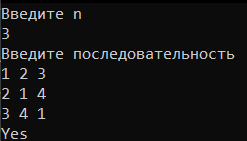 Введите n
3
Введите последовательность
1 2 3
2 1 4
3 4 1
Yes